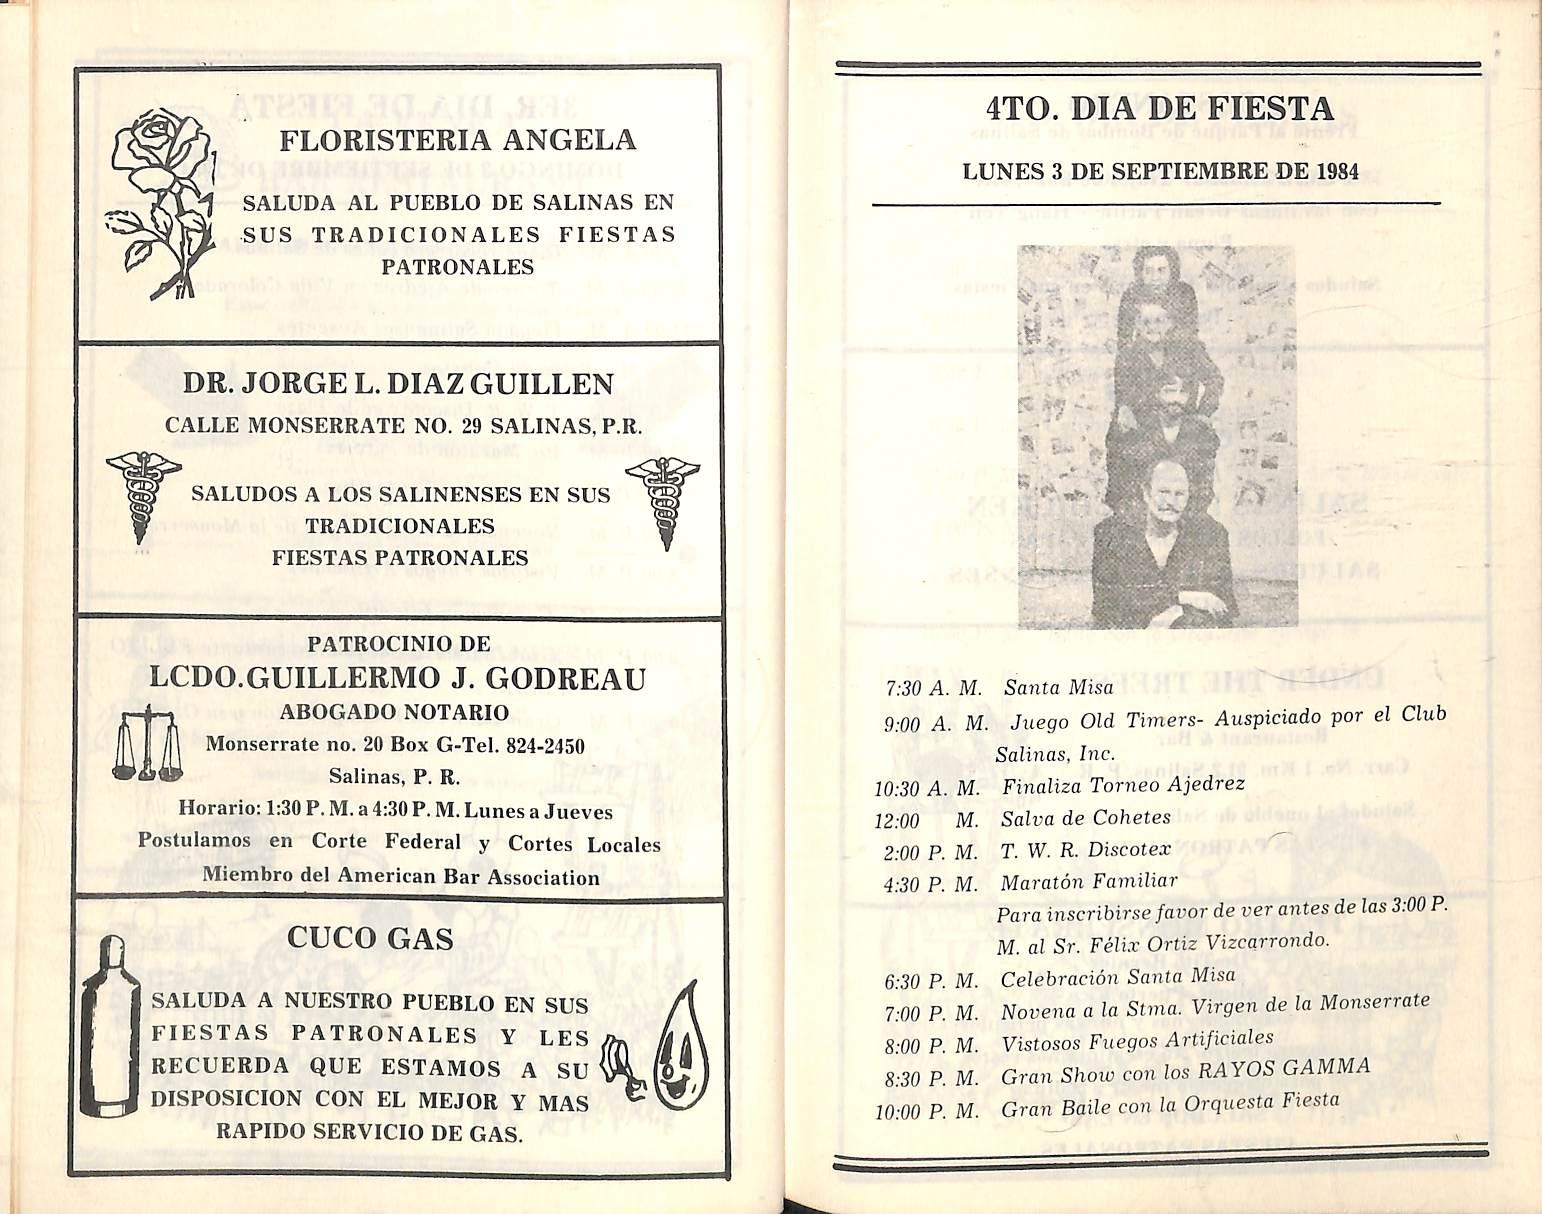 FLORISTERIA ANGELA
SALUDA AL PUEBLO DE SALINAS EN
SUS TRADICIONALES FIESTAS
PATRONALES
DR. JORGE L. DIAZ GUILLEN
CALLE MONSERRATE NO. 29 SALINAS, P.R.
SALUDOS A LOS SALINENSES EN SUS
TRADICIONALES
FIESTAS PATRONALES
PATROCINIO DE
LCDO.GUILLERMO J. GODREAU
ABOGADO NOTARIO
Monserrate no. 20 Box G-Tel. 824-2450
Salinas, P. R.
Horario: 1:30 P. M. a 4:30 P. M. Lunes a Jueves
Postulamos en Corte Federal y Cortes Locales
Miembro del American Bar Association
CUCO GAS
SALUDA A NUESTRO PUEBLO EN SUS
FIESTAS PATRONALES Y LES
RECUERDA QUE ESTAMOS A SU
DISPOSICION CON EL MEJOR Y MAS
RAPIDO SERVICIO DE GAS.
4TO. DIA DE FIESTA
LUNES 3 DE SEPTIEMBRE DE 1984
7:30 A. M. Santa Misa
9:00 A. M. Juego Old Timers- Auspiciado por el Club
Salinas, Inc.
10:30 A. M. Finaliza Torneo Ajedrez
12:00 M. Salva de Cohetes
2:00 P. M. T. W. R. Discotex
4:30 P. M. Maratón Familiar
Para inscribirse favor de ver antes de las 3:00 P.
M. al Sr. Félix Ortiz Vizcarrondo.
6:30 P. M. Celebración Santa Misa
7:00 P. M. Novena a la Stma. Virgen de la Monserrate
8:00 P. M. Vistosos Fuegos Artificiales
8:30 P. M. Gran Show con los RAYOS GAMMA
10:00 P. M. Gran Baile con la Orquesta Fiesta